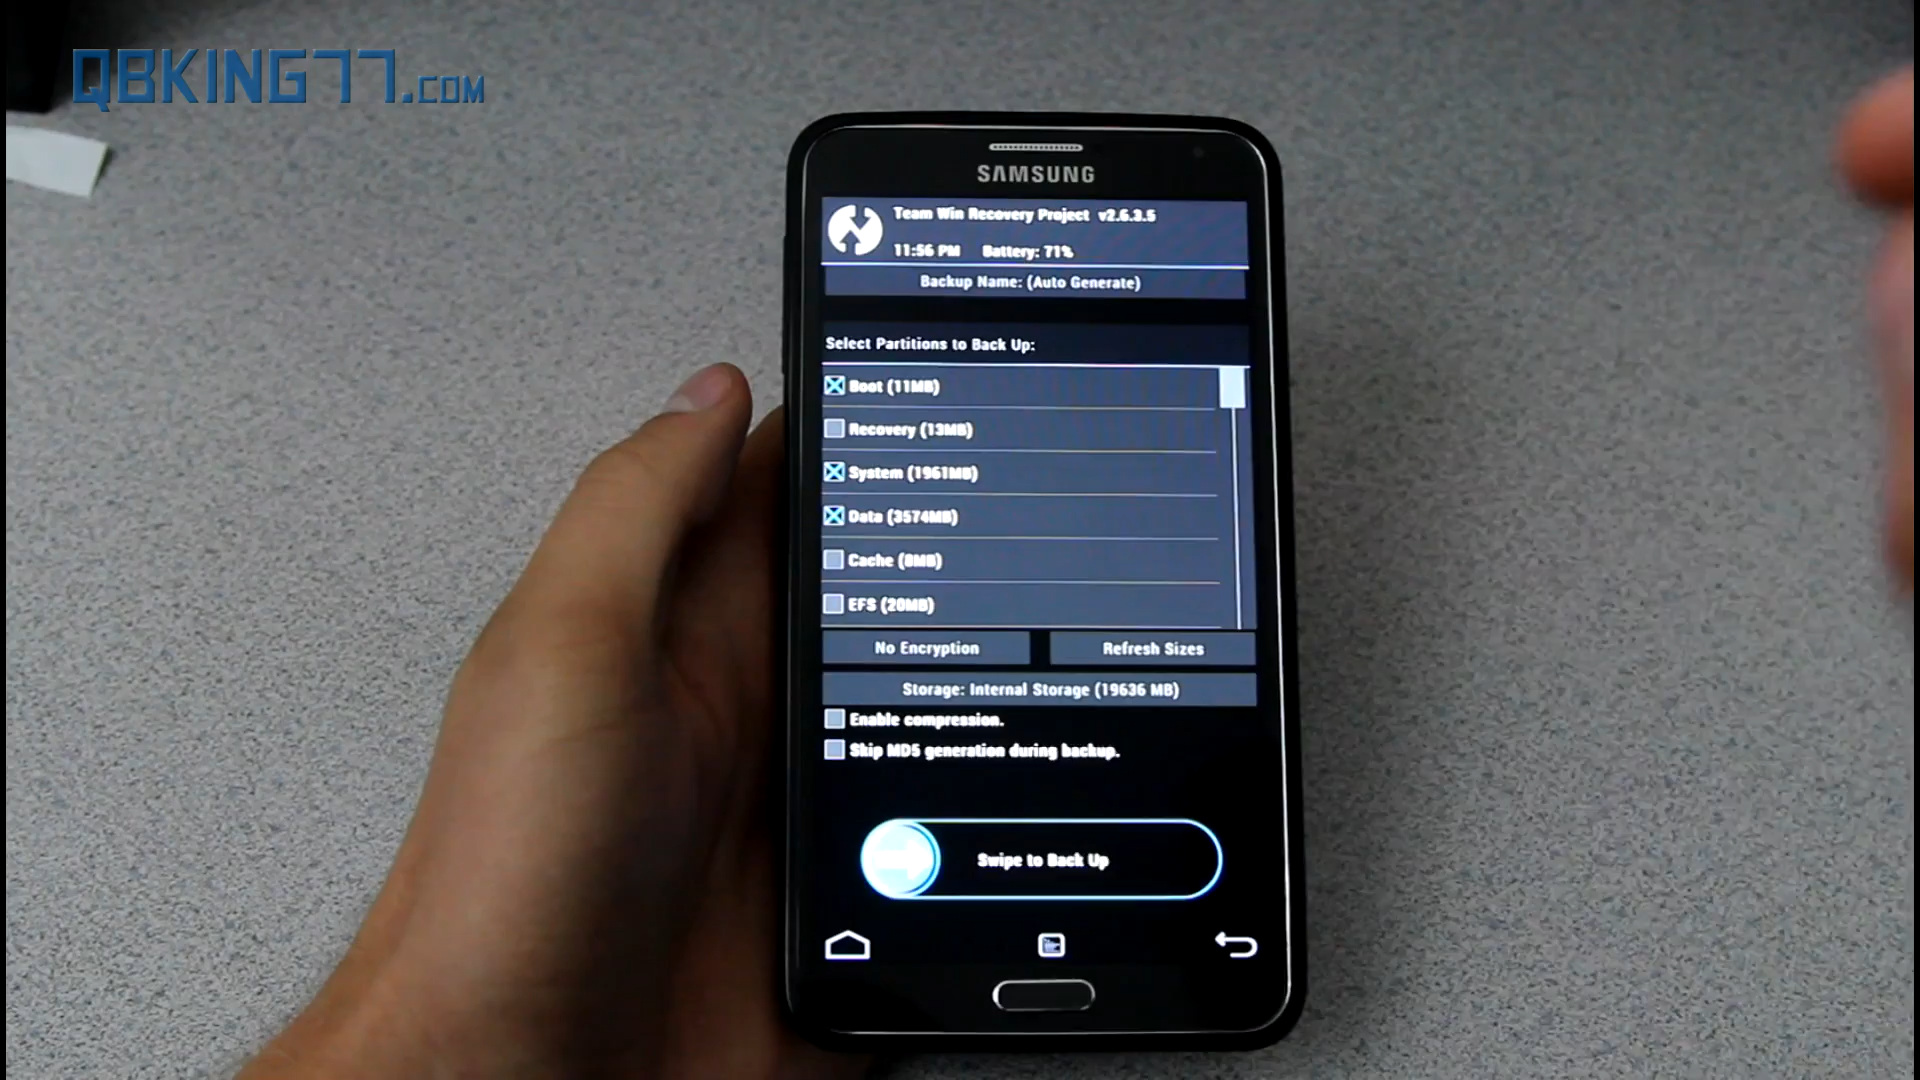 QBKING77.COM
SAMSUNG
Team Win Recovery Project v2.6.3.5
11:56 PM Battery: 71%
Backup Name: (Auto Generate)
Select Partitions to Back Up:
Boot (11MB)
Recovery (13MB)
System (1961MB)
Data (3574MB)
Cache (8MB)
EFS (20MB)
No Encryption
Refresh Sizes
Storage: Internal Storage (19636 MB)
Enable compression.
Skip MD5 generation during backup.
Swipe to Back Up